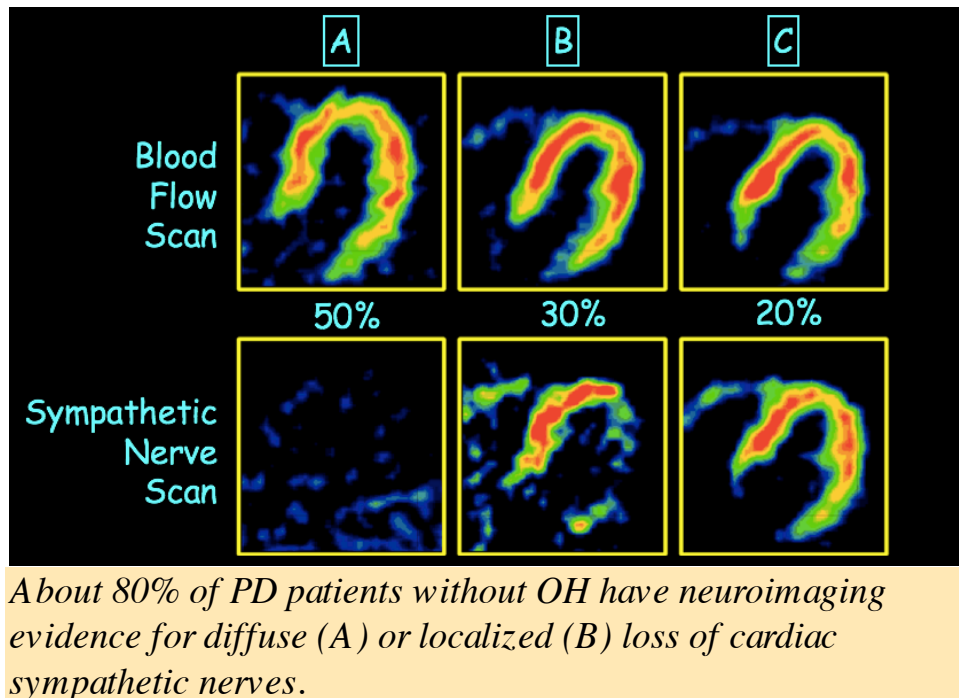 A B C
Blood
Flow
Scan
50% 30% 20%
Sympathetic
Nerve
Scan
About 80% of PD patients without OH have neuroimaging
evidence for diffuse (A) or localized (B) loss of cardiac
sympathetic nerves.